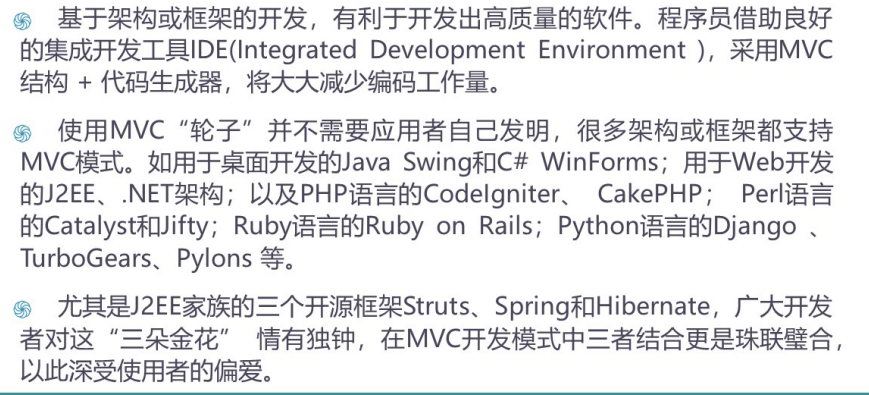 基于架构或框架的开发，有利于开发出高质量的软件。程序员借助良好
的集成开发工具IDE(Integrated Development Environment )，采用MVC
结构 + 代码生成器，将大大减少编码工作量。
使用MVC“轮子”并不需要应用者自己发明，很多架构或框架都支持
MVC模式。如用于桌面开发的Java Swing和C# WinForms；用于Web开发
的J2EE、.NET架构；以及PHP语言的CodeIgniter、 CakePHP； Perl语言
的Catalyst和Jifty；Ruby语言的Ruby on Rails；Python语言的Django 、
TurboGears、Pylons 等。
尤其是J2EE家族的三个开源框架Struts、Spring和Hibernate，广大开发
者对这“三朵金花” 情有独钟，在MVC开发模式中三者结合更是珠联璧合，
以此深受使用者的偏爱。